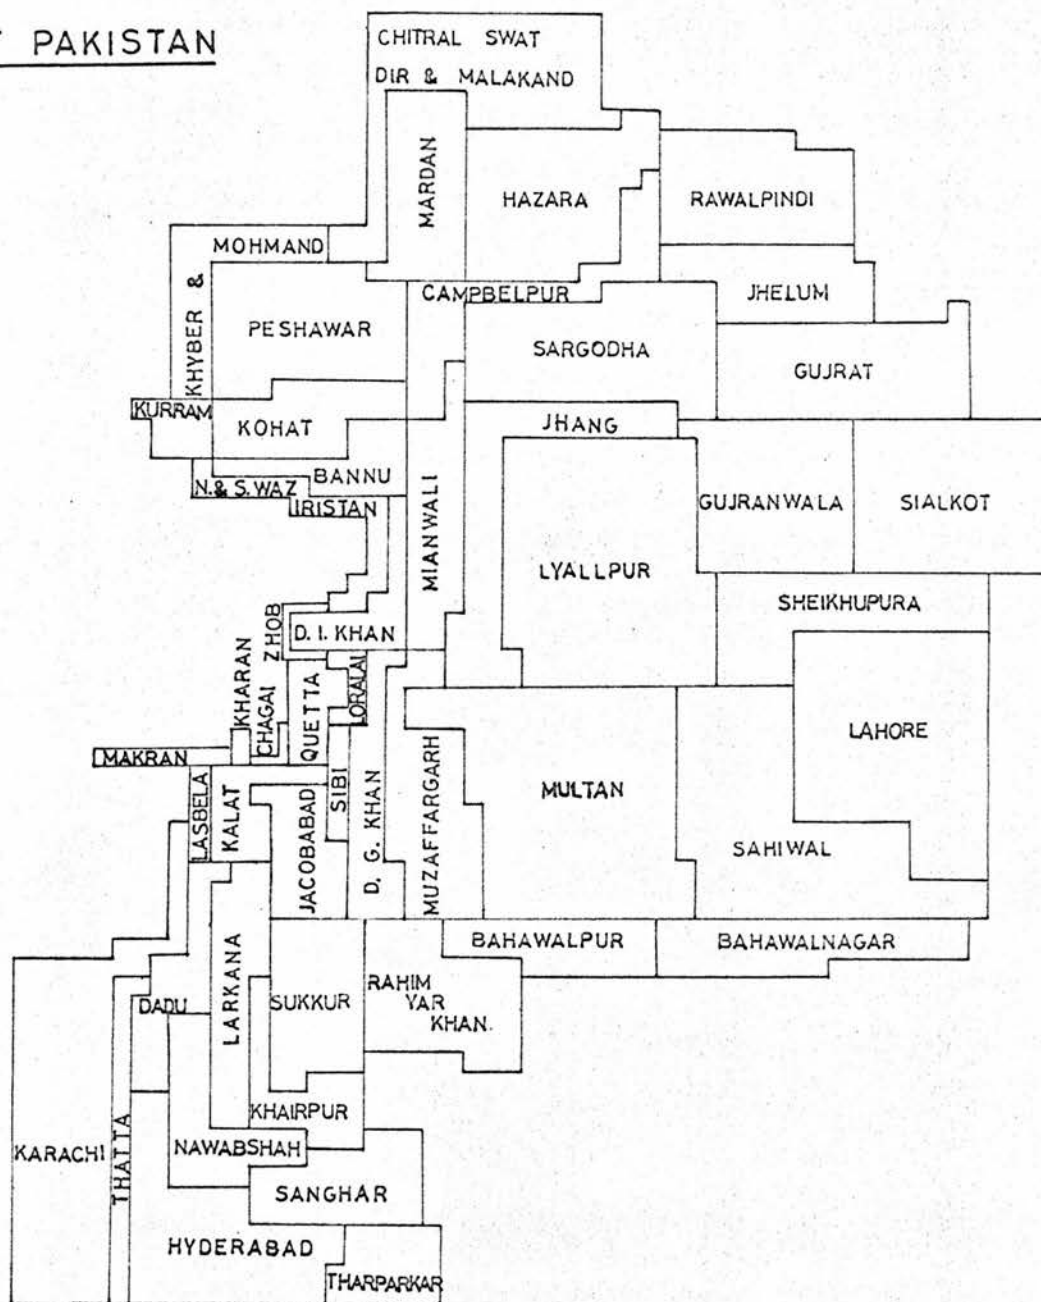 PAKISTAN
CHITRAL SWAT
DIR & MALAKAND
MARDAN
HAZARA
RAWALPINDI
MOHMAND
KHYBER &
CAMPBELPUR
JHELUM
PESHAWAR
SARGODHA
GUJRAT
KURRAM
KOHAT
JHANG
BANNU
N.& S.WAZ
IRISTAN
MIANWALI
GUJRANWALA
SIALKOT
LYALLPUR
SHEIKHUPURA
ZHOB
D. I. KHAN
KHARAN
CHAGAI
QUETTA
LORALAI
LAHORE
MAKRAN
LASBELA
KALAT
JACOBABAD
SIBI
D. G. KHAN
MUZAFFARGARH
MULTAN
SAHIWAL
BAHAWALPUR
BAHAWALNAGAR
LARKANA
SUKKUR
RAHIM
YAR
KHAN.
DADU
KHAIRPUR
KARACHI
THATTA
NAWABSHAH
SANGHAR
HYDERABAD
THARPARKAR